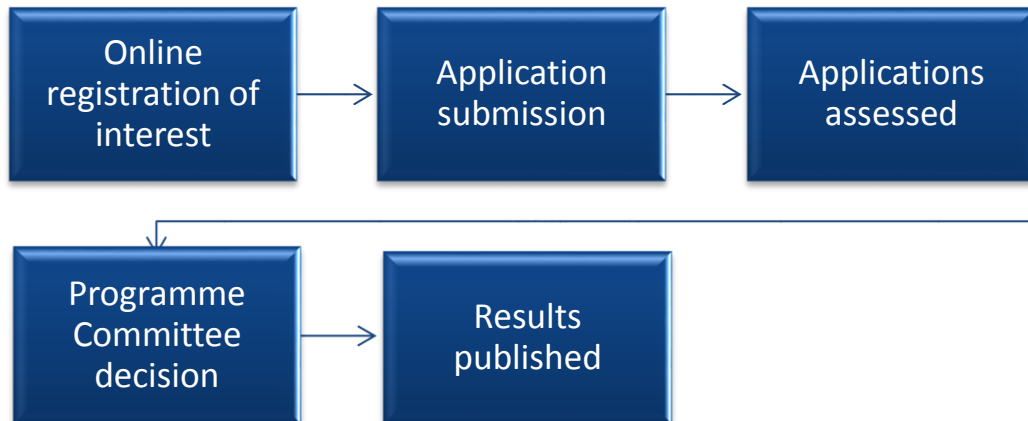 Online
registration of
interest
Application
submission
Applications
assessed
Programme
Committee
decision
Results
published